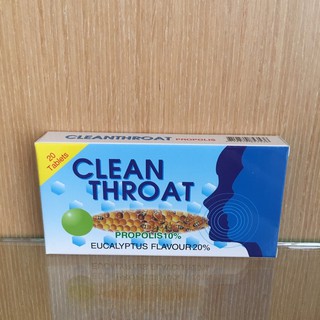 CLEANTHROAT PROPOLIS
20
Tablets
CLEAN
THROAT
PROPOLIS10%
EUCALYPTUS FLAVOUR20%